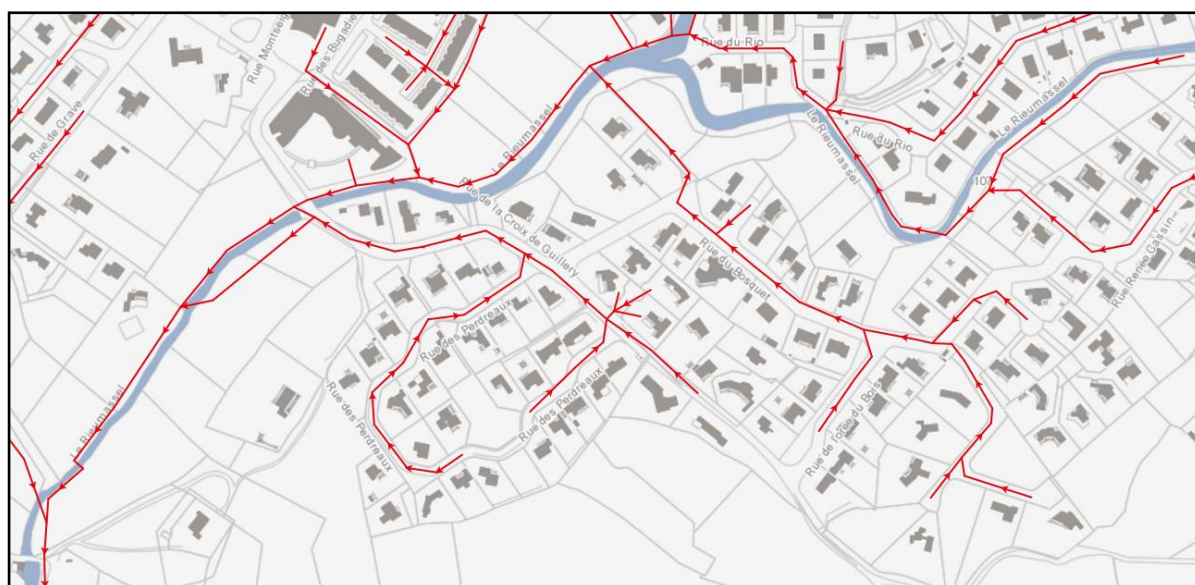 Rue Montseig
Rue des Bugadie
Rue de Grave
Rue du Rio
Le Rieumassel
Le Rieumassel
Rue du Rio
Le Rieumassel
107
Rue de la Croix de Guillery
Rue du Bosquet
Rue Renée Gassin
Rue des Perdreaux
Rue des Perdreaux
Rue des Perdreaux
Le Rieumassel
Rue de l'orée du Bois